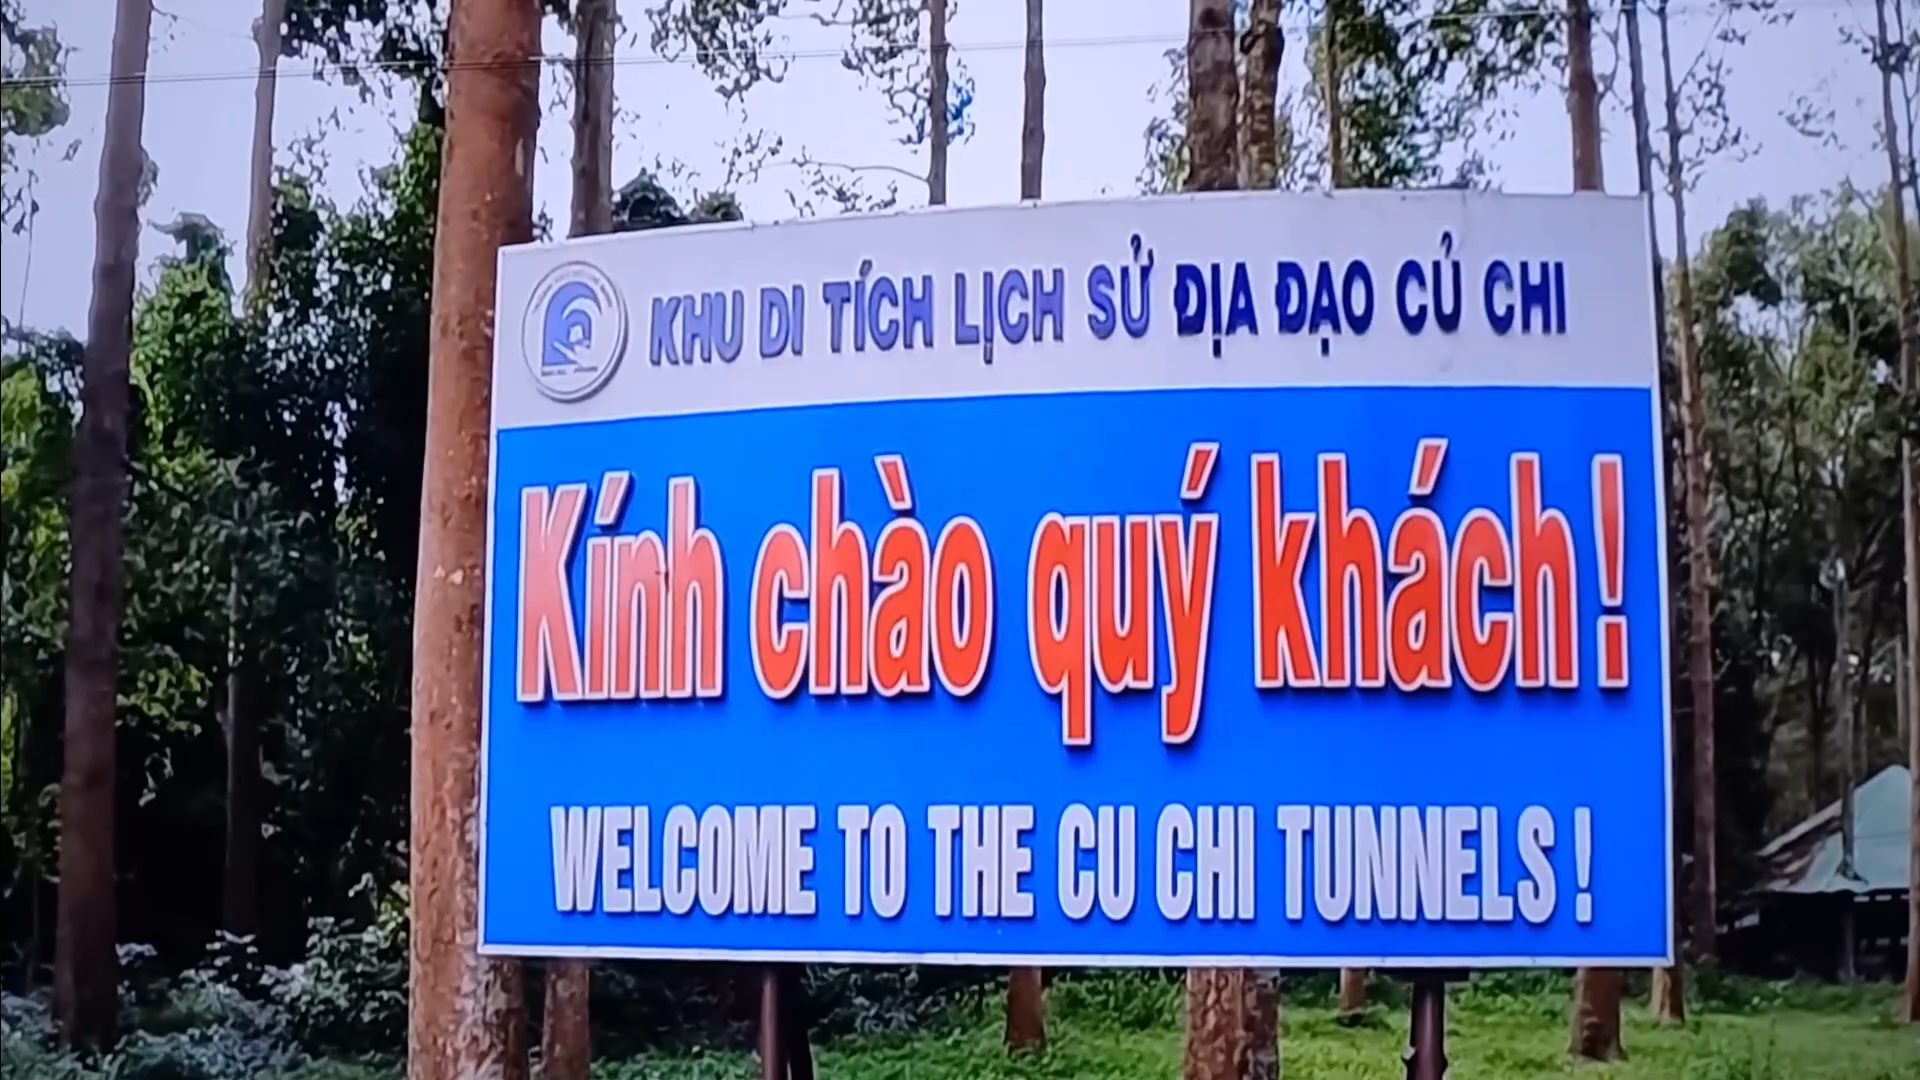 KHU DI TÍCH LỊCH SỬ ĐỊA ĐẠO CỦ CHI
Kính chào quý khách!
WELCOME TO THE CU CHI TUNNELS!